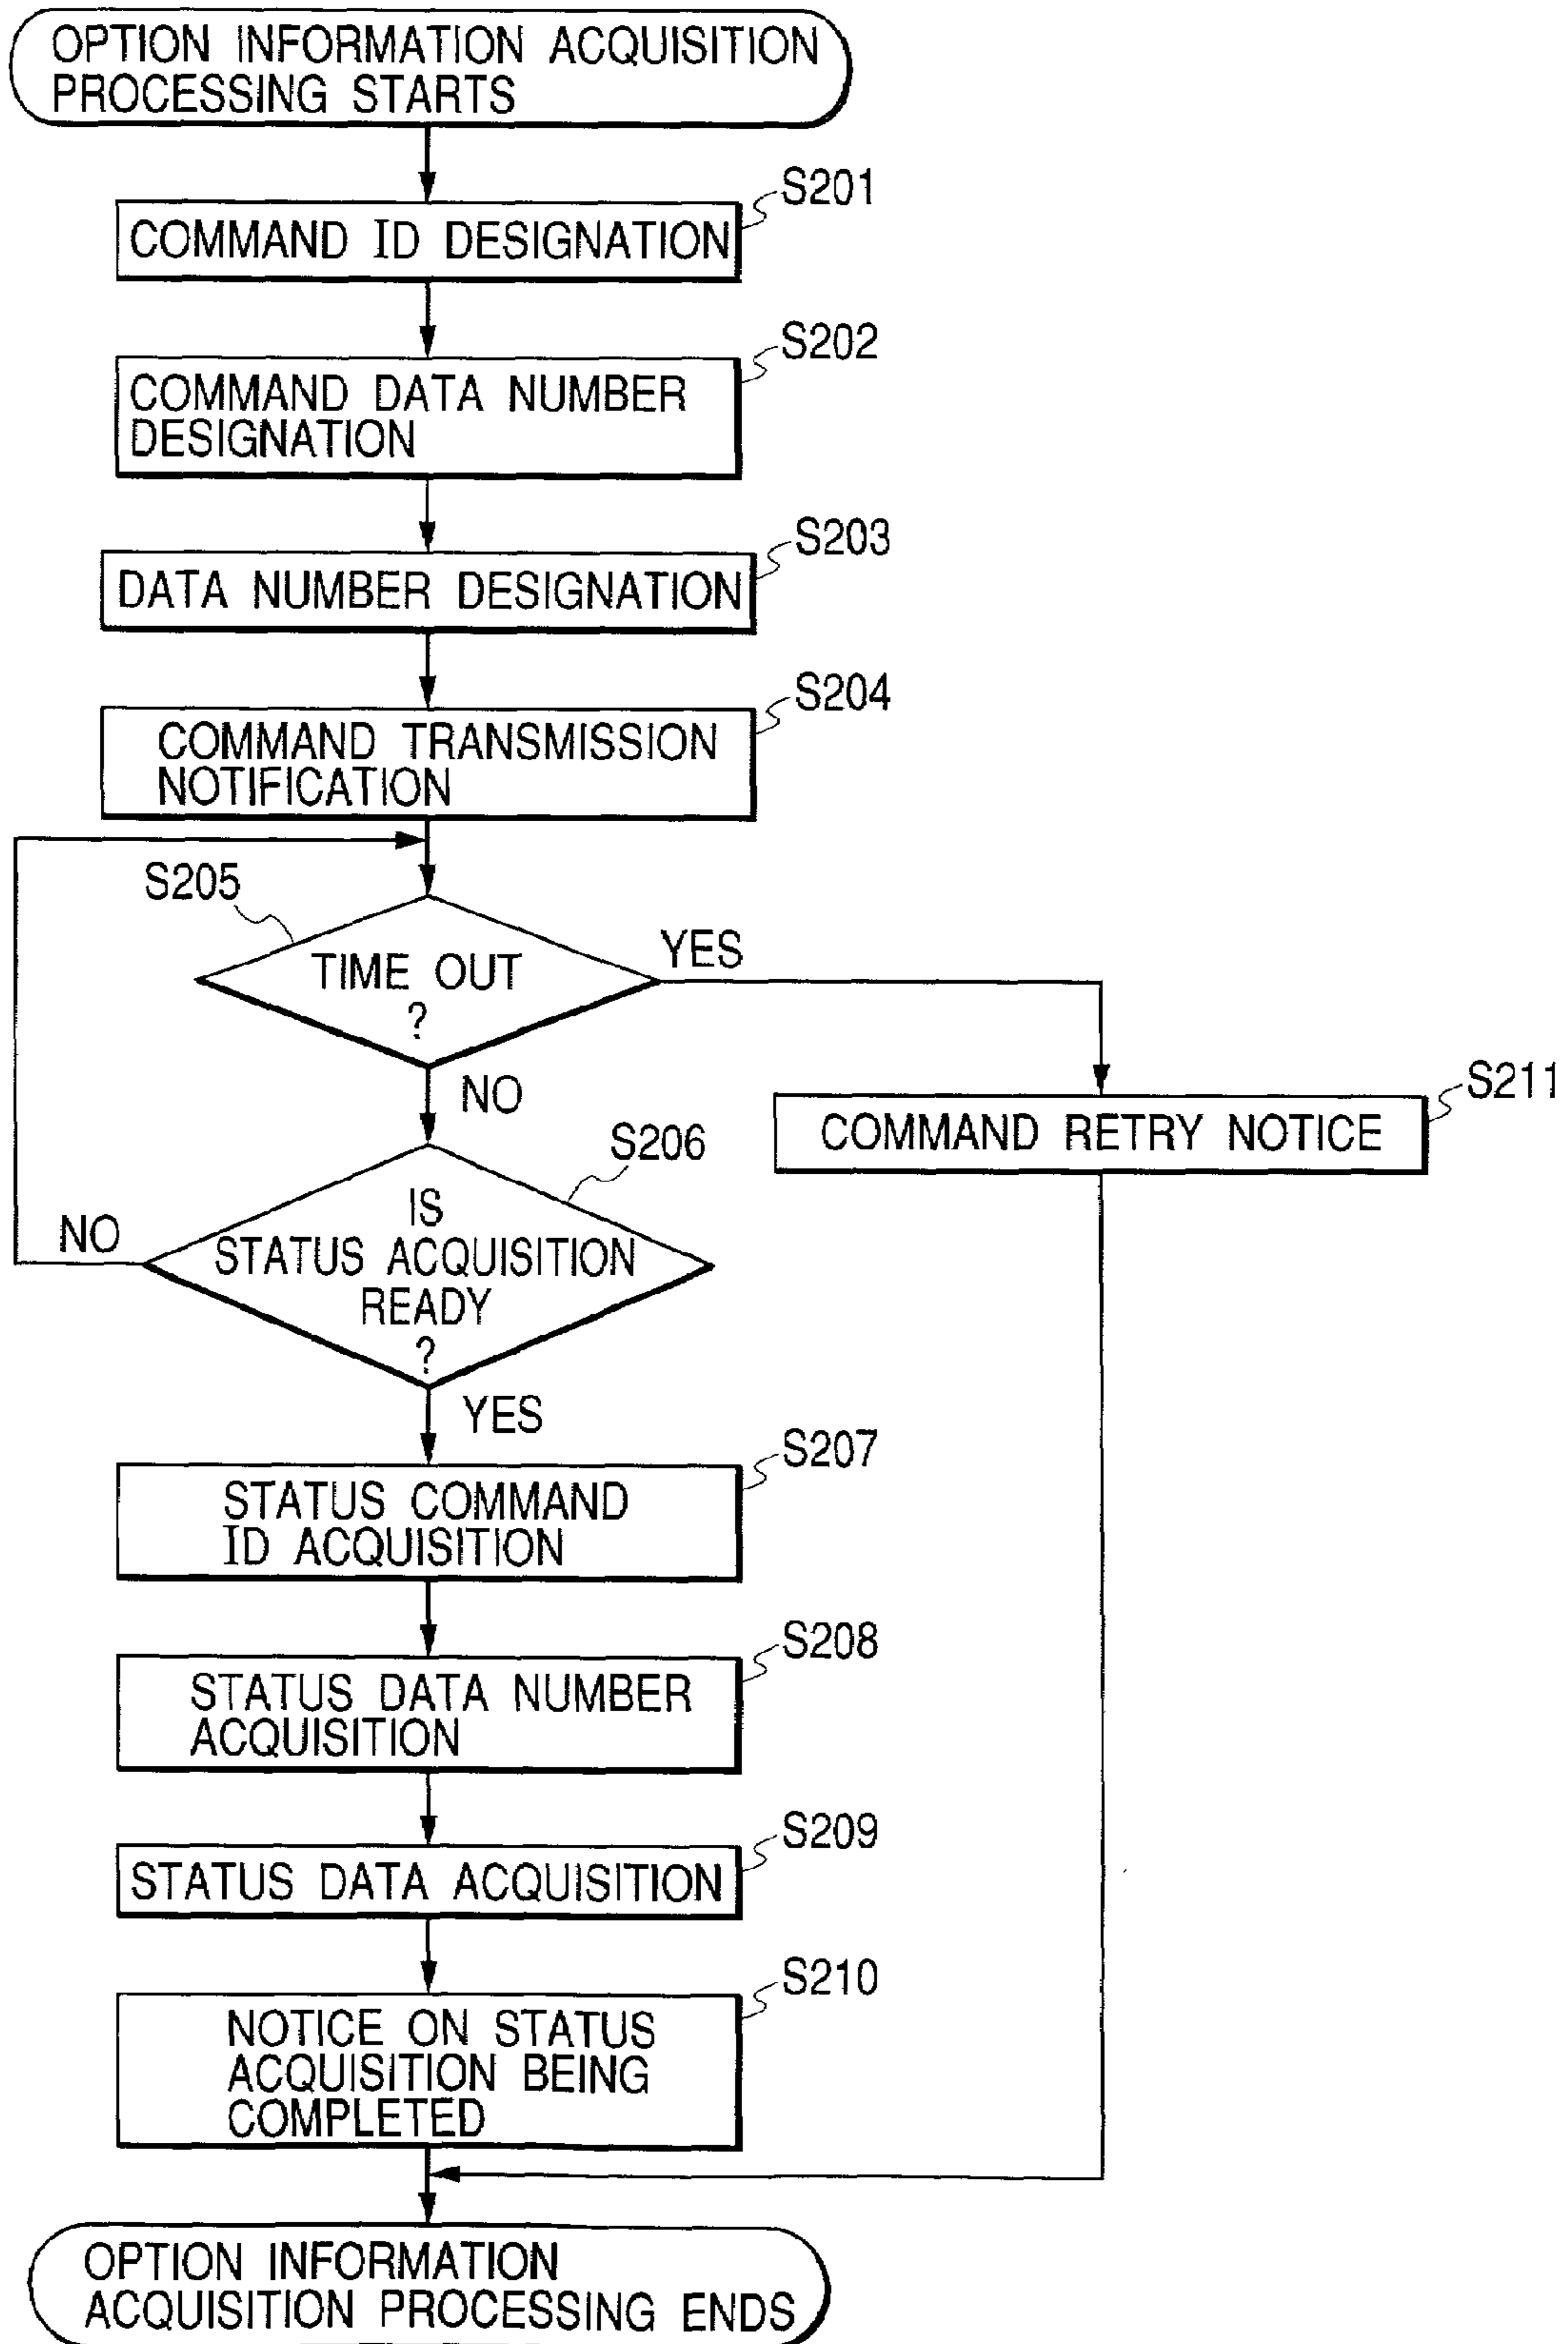 OPTION INFORMATION ACQUISITION
PROCESSING STARTS
S201
COMMAND ID DESIGNATION
S202
COMMAND DATA NUMBER
DESIGNATION
S203
DATA NUMBER DESIGNATION
S204
COMMAND TRANSMISSION
NOTIFICATION
S205
TIME OUT
?
YES
NO
S211
COMMAND RETRY NOTICE
S206
IS
STATUS ACQUISITION
READY
?
NO
YES
S207
STATUS COMMAND
ID ACQUISITION
S208
STATUS DATA NUMBER
ACQUISITION
S209
STATUS DATA ACQUISITION
S210
NOTICE ON STATUS
ACQUISITION BEING
COMPLETED
OPTION INFORMATION
ACQUISITION PROCESSING ENDS